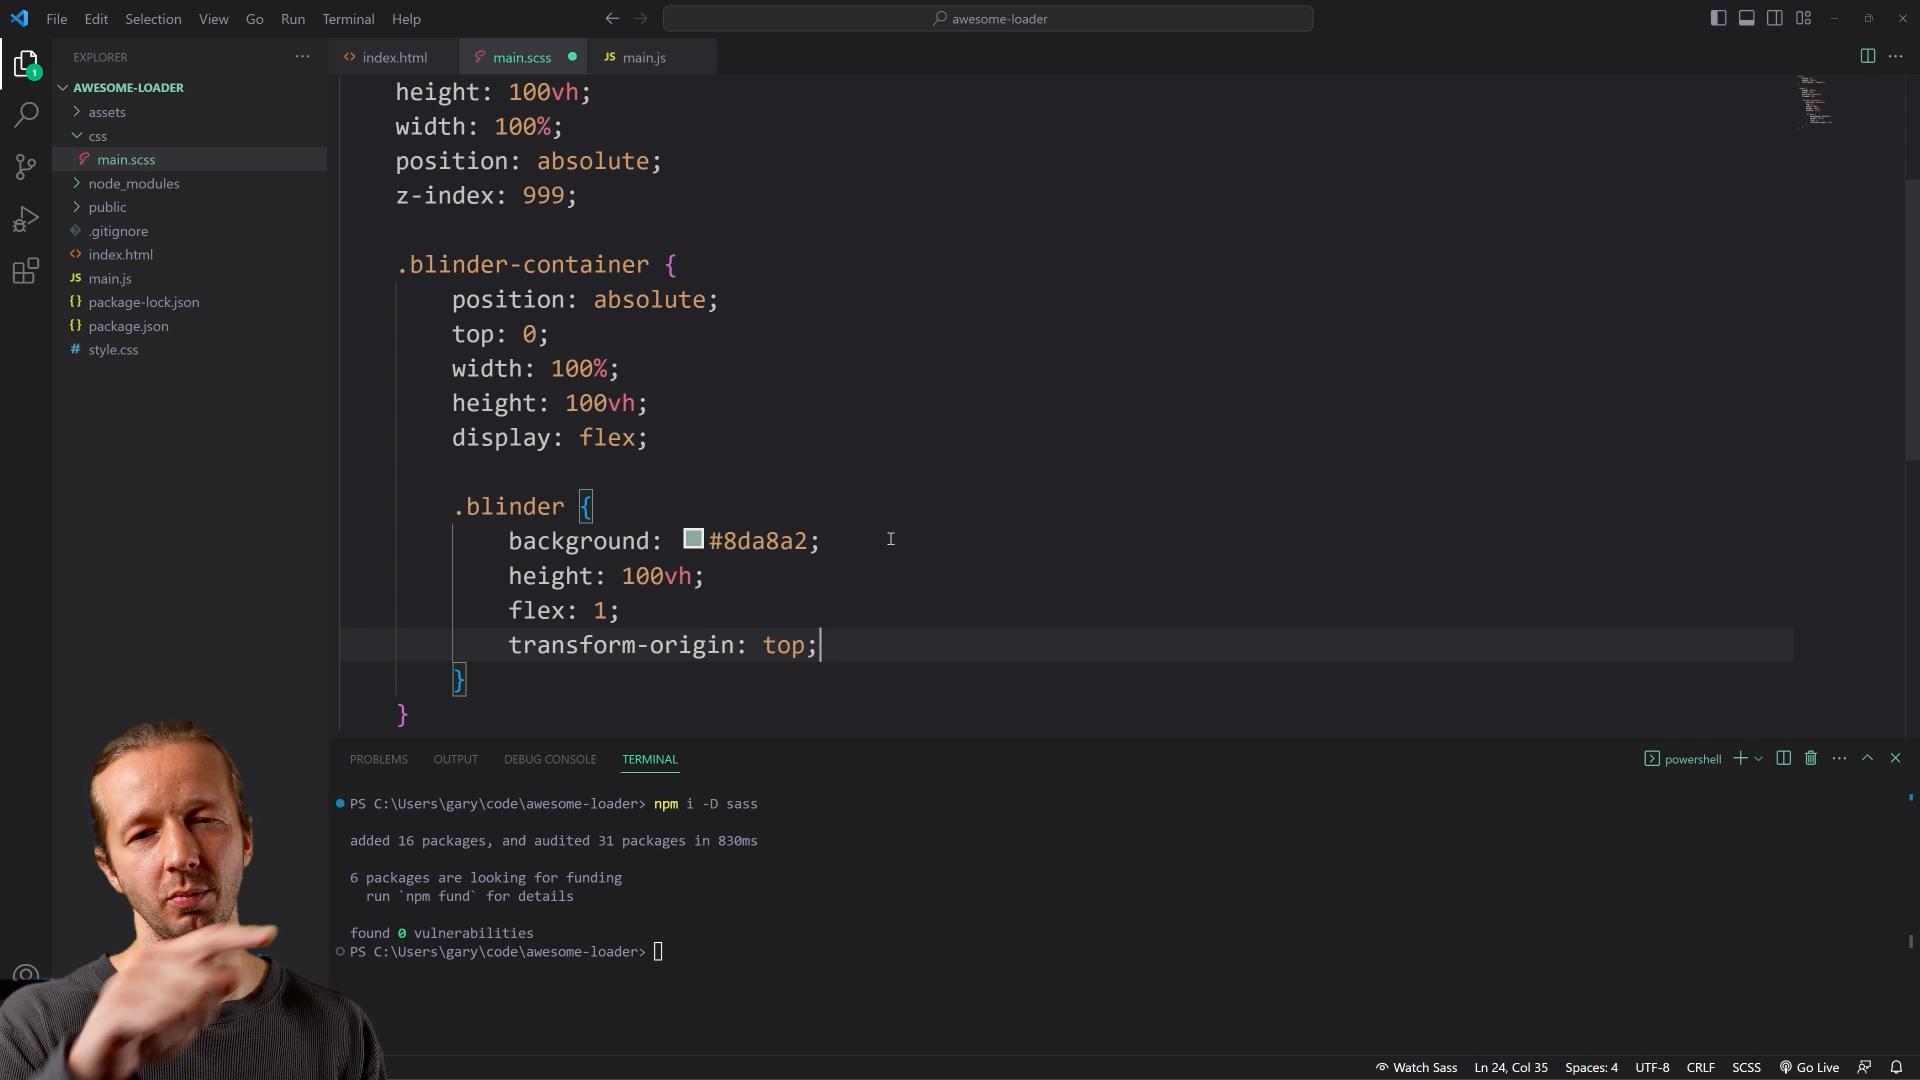 File Edit Selection View Go Run Terminal Help
awesome-loader
EXPLORER
AWESOME-LOADER
assets
css
main.scss
node_modules
public
.gitignore
index.html
main.js
package-lock.json
package.json
style.css
1
index.html main.scss JS main.js
height: 100vh;
width: 100%;
position: absolute;
z-index: 999;
.blinder-container {
position: absolute;
top: 0;
width: 100%;
height: 100vh;
display: flex;
.blinder {
background: #8da8a2;
height: 100vh;
flex: 1;
transform-origin: top;
}
}
PROBLEMS OUTPUT DEBUG CONSOLE TERMINAL
powershell
PS C:\Users\gary\code\awesome-loader> npm i -D sass
added 16 packages, and audited 31 packages in 830ms
6 packages are looking for funding
run `npm fund` for details
found 0 vulnerabilities
PS C:\Users\gary\code\awesome-loader>
Watch Sass Ln 24, Col 35 Spaces: 4 UTF-8 CRLF SCSS Go Live